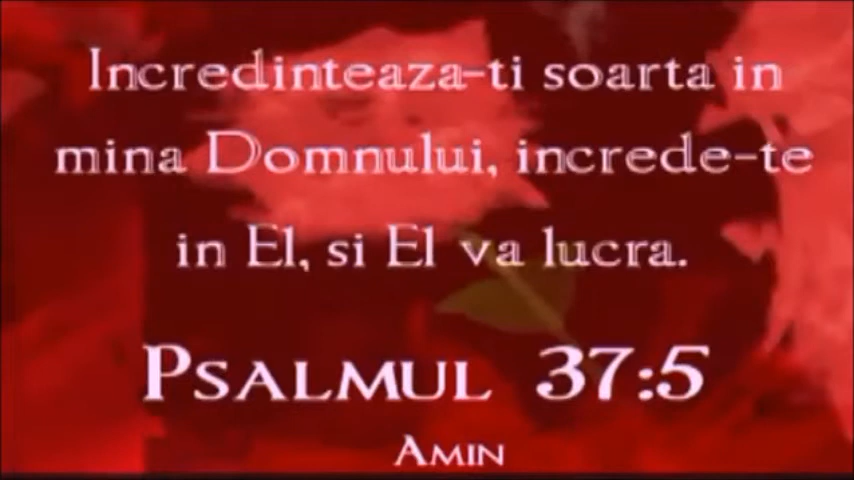 Incredinteaza-ti soarta in
mina Domnului, increde-te
in El, si El va lucra.
Psalmul 37:5
Amin